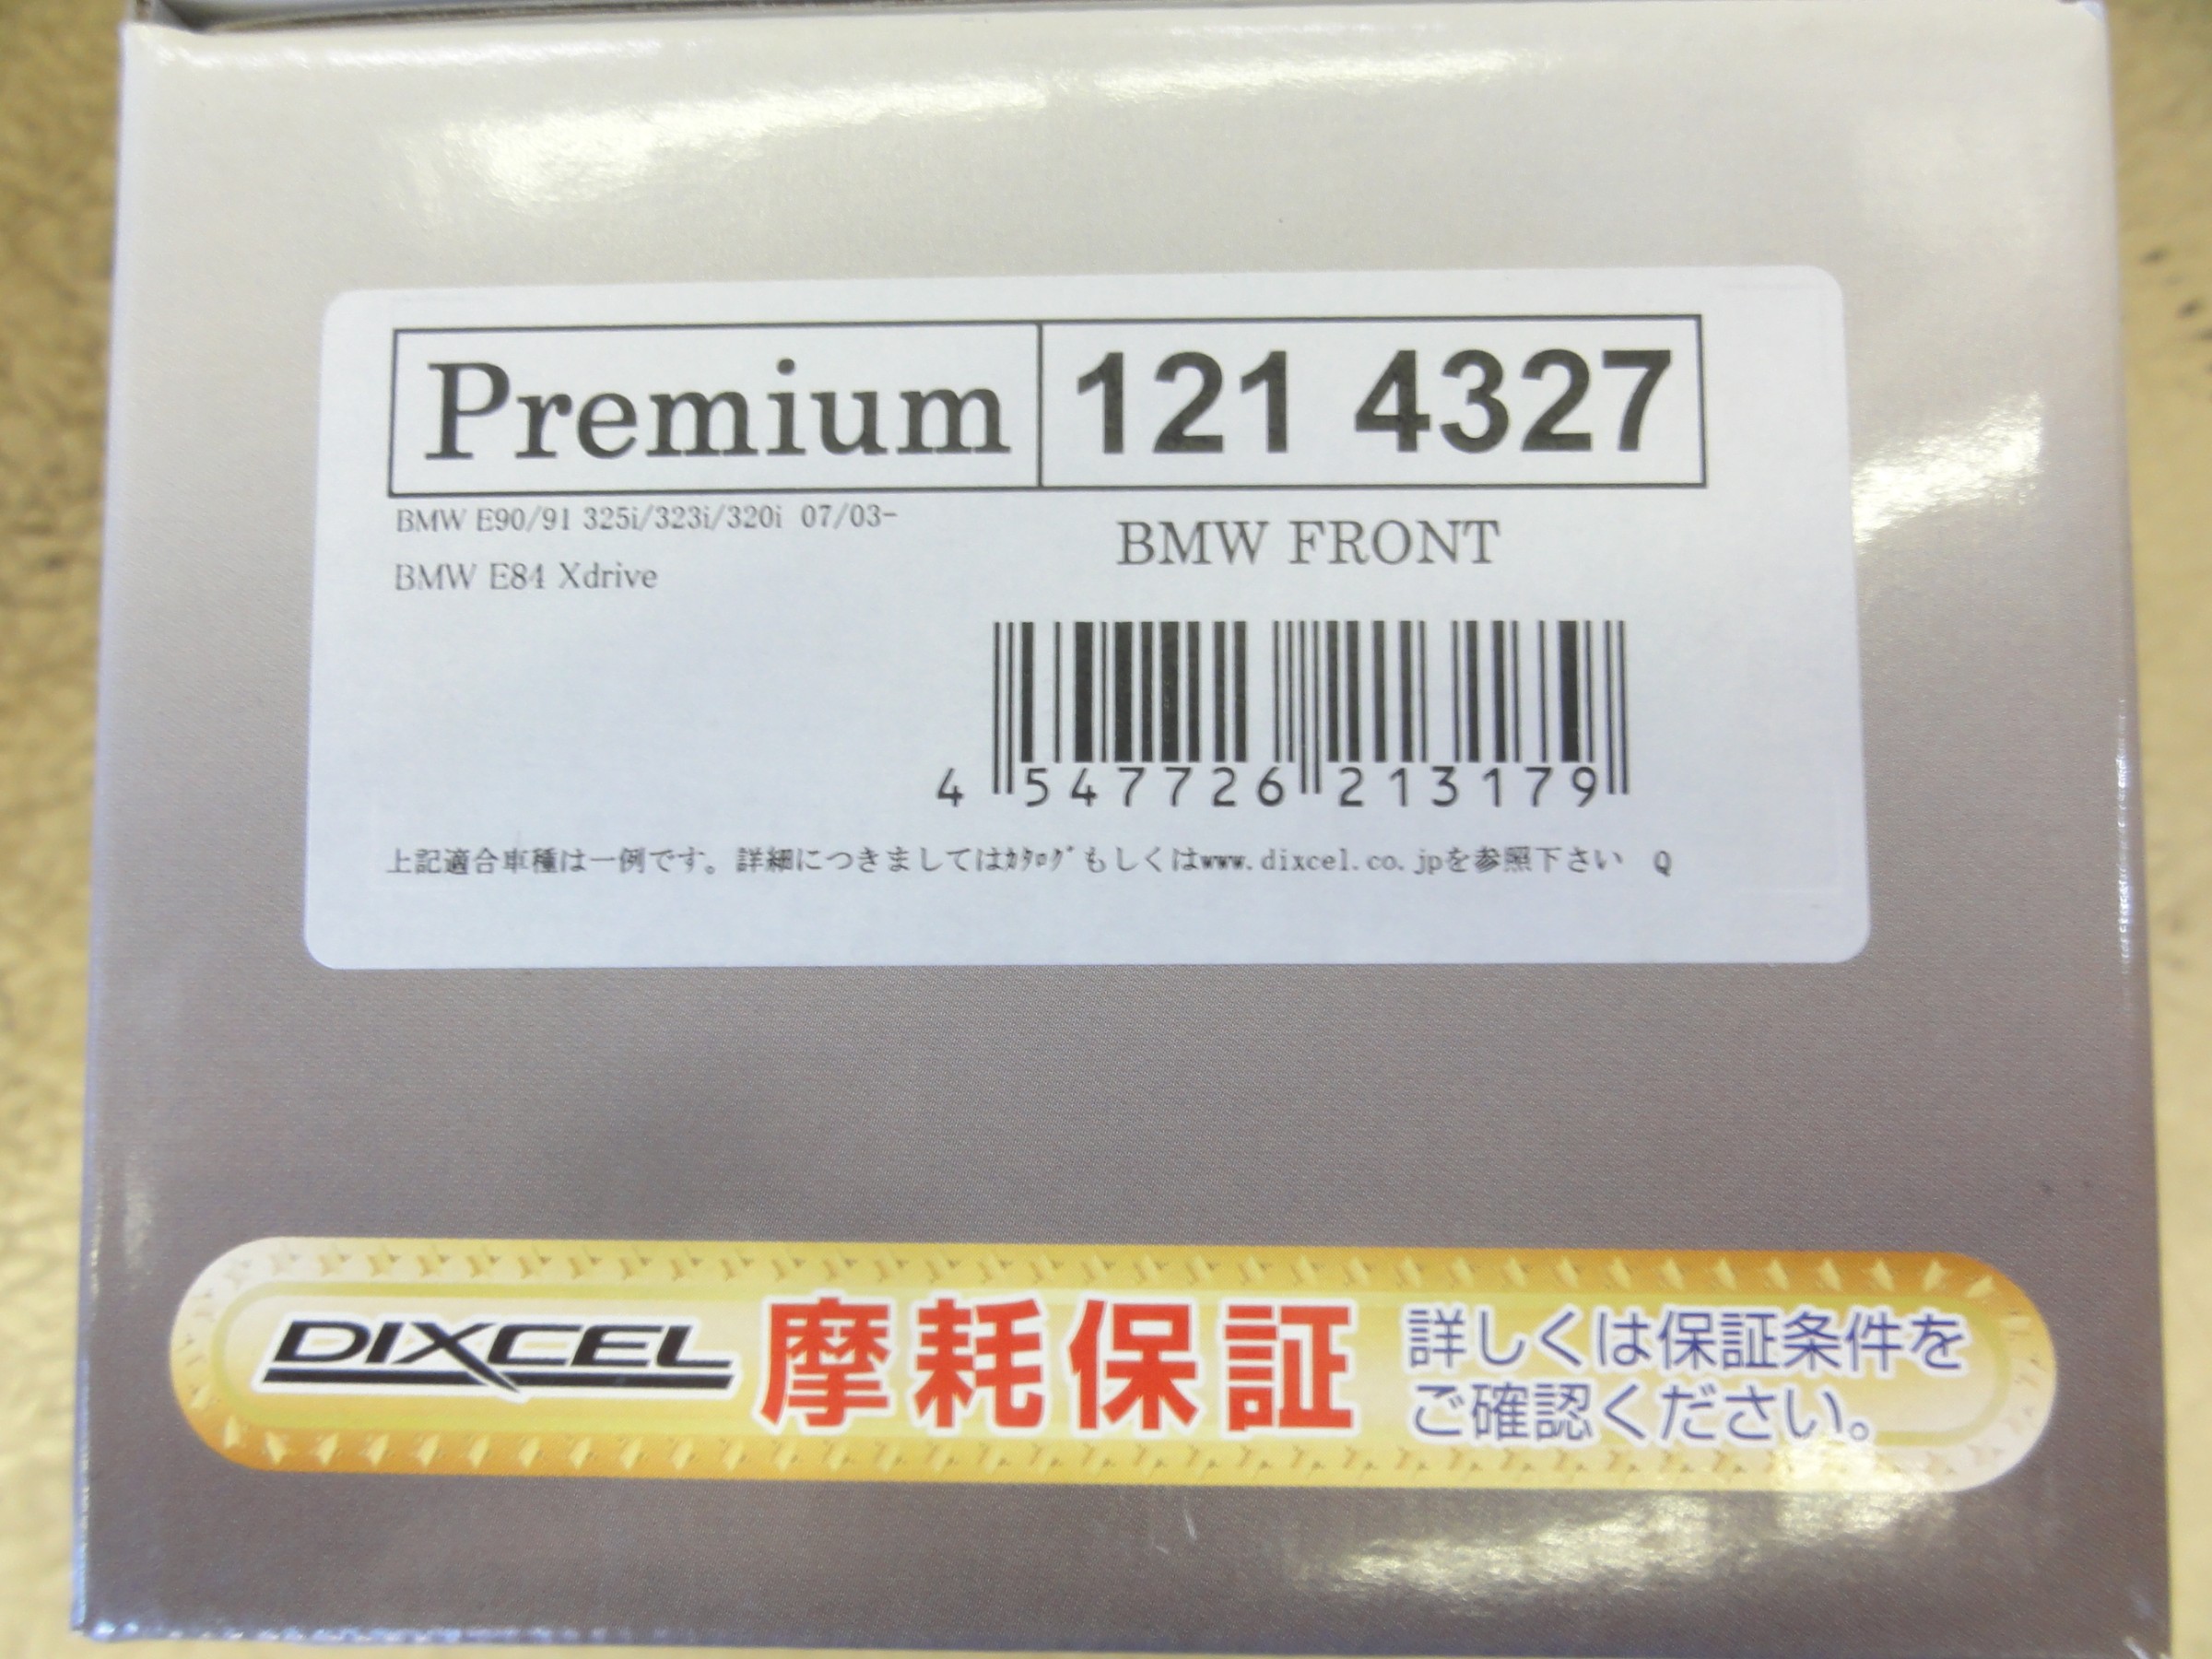 Premium 121 4327
BMW E90/91 325i/323i/320i 07/03-
BMW FRONT
BMW E84 Xdrive
4 547726 213179
上記適合車種は一例です。詳細につきましてはｶﾀﾛｸﾞもしくはwww.dixcel.co.jpを参照下さい Q
DIXCEL 摩耗保証
詳しくは保証条件を
ご確認ください。